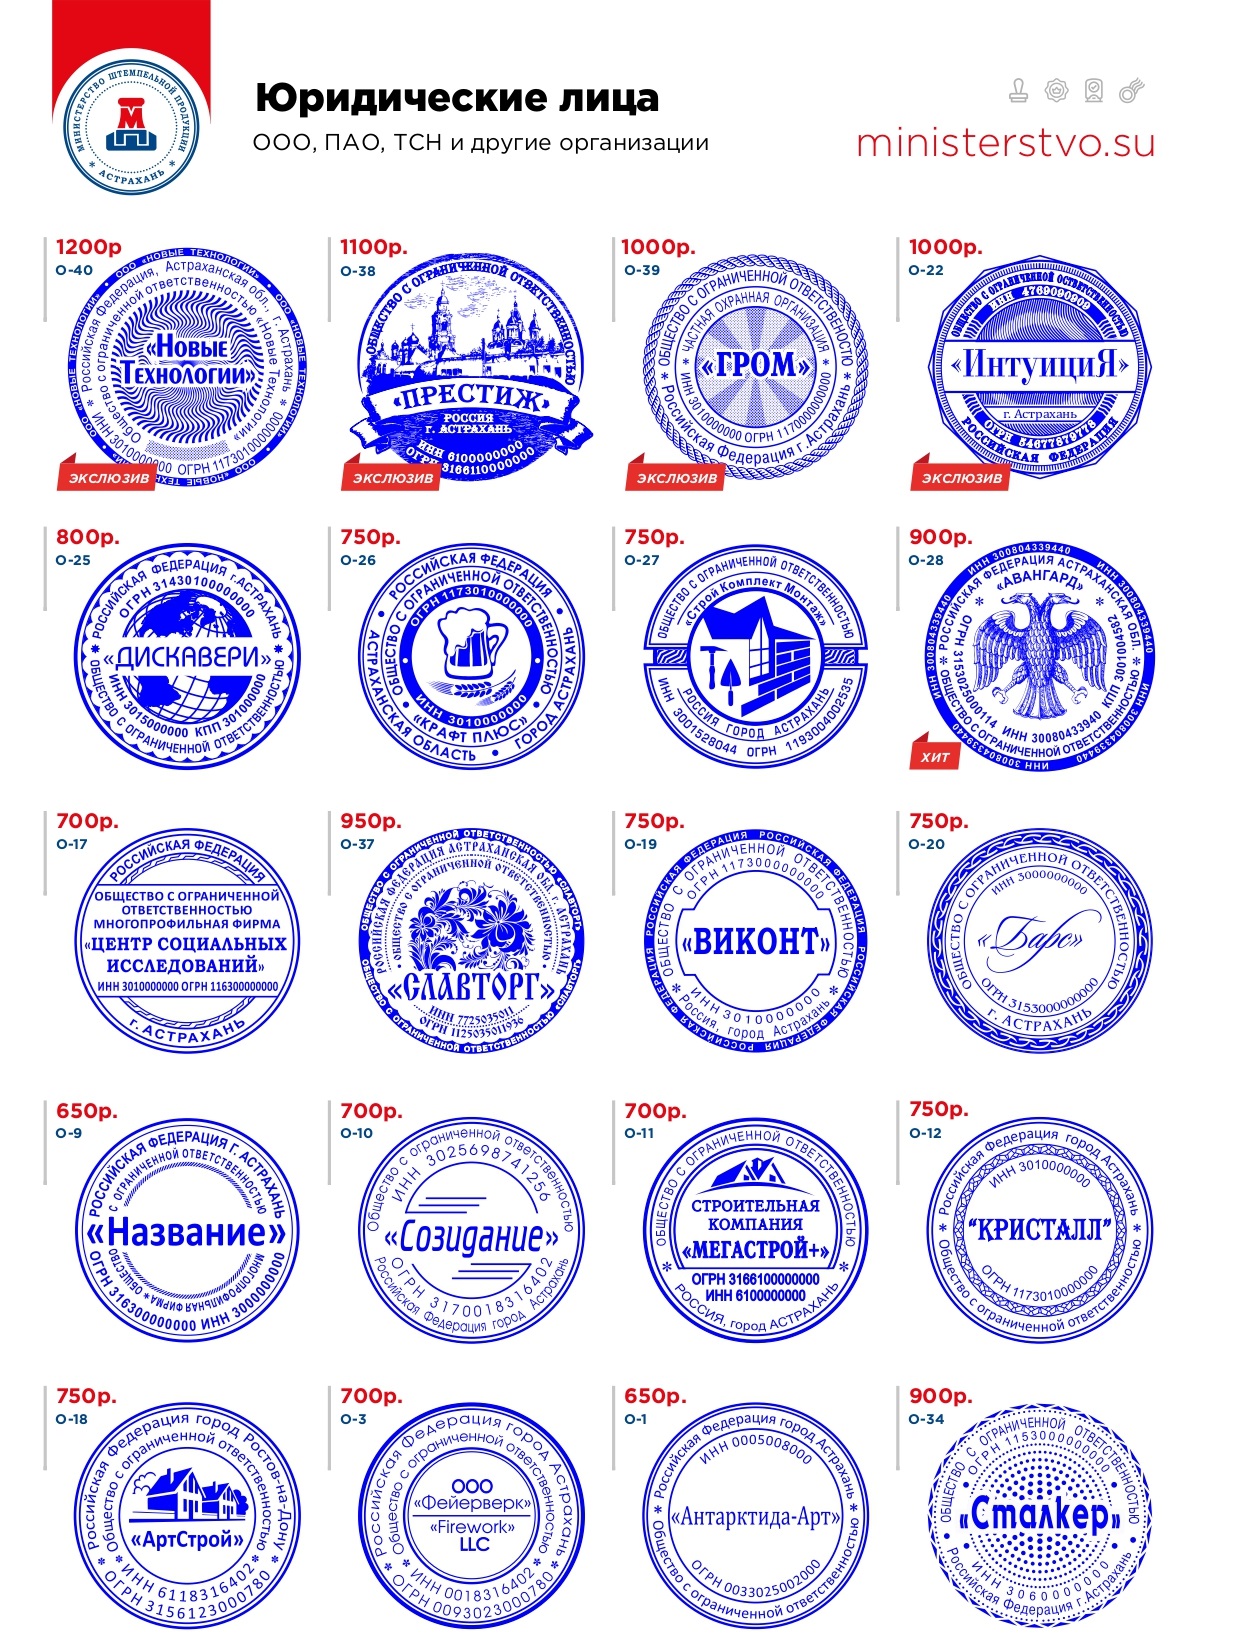 МИНИСТЕРСТВО ШТЕМПЕЛЬНОЙ ПРОДУКЦИИ
* АСТРАХАНЬ *
М
Юридические лица
ООО, ПАО, ТСН и другие организации
ministerstvo.su
1200р
О-40
ООО «НОВЫЕ ТЕХНОЛОГИИ»
Российская Федерация, Астраханская обл., г. Астрахань
Общество с ограниченной ответственностью «Новые Технологии»
«Новые
Технологии»
ОГРН 1173010000000
ЭКСЛЮЗИВ
1100р.
О-38
ОБЩЕСТВО С ОГРАНИЧЕННОЙ ОТВЕТСТВЕННОСТЬЮ
«ПРЕСТИЖ»
РОССИЯ
г. АСТРАХАНЬ
ИНН 61000000000
3166110000000
ЭКСЛЮЗИВ
1000р.
О-39
* ОБЩЕСТВО С ОГРАНИЧЕННОЙ ОТВЕТСТВЕННОСТЬЮ *
* ЧАСТНАЯ ОХРАННАЯ ОРГАНИЗАЦИЯ *
«ГРОМ»
ИНН 3010000000 ОГРН 1170000000000
Российская Федерация г. Астрахань
ЭКСЛЮЗИВ
1000р.
О-22
ИНН 4769090909
«ИнтуициЯ»
г. Астрахань
ОГРН 54677879778
РОССИЙСКАЯ ФЕДЕРАЦИЯ
ЭКСЛЮЗИВ
800р.
О-25
* РОССИЙСКАЯ ФЕДЕРАЦИЯ г.АСТРАХАНЬ *
ОГРН 31430100000000
«ДИСКАВЕРИ»
ИНН 3015000000 КПП 301000000
ОБЩЕСТВО С ОГРАНИЧЕННОЙ ОТВЕТСТВЕННОСТЬЮ
750р.
О-26
РОССИЙСКАЯ ФЕДЕРАЦИЯ
ОБЩЕСТВО С ОГРАНИЧЕННОЙ ОТВЕТСТВЕННОСТЬЮ
ОГРН 1173010000000
ИНН 3010000000
«КРАФТ ПЛЮС»
АСТРАХАНСКАЯ ОБЛАСТЬ • ГОРОД АСТРАХАНЬ
750р.
О-27
ОБЩЕСТВО С ОГРАНИЧЕННОЙ ОТВЕТСТВЕННОСТЬЮ
«Строй Комплект Монтаж»
РОССИЯ ГОРОД АСТРАХАНЬ
ИНН 3001528044 ОГРН 1193004002535
900р.
О-28
ИНН 300804339440
РОССИЙСКАЯ ФЕДЕРАЦИЯ АСТРАХАНСКАЯ ОБЛ.
«АВАНГАРД»
ОГРН 3153025000114 ИНН 30080433940 КПП 300104592
ОБЩЕСТВО С ОГРАНИЧЕННОЙ ОТВЕТСТВЕННОСТЬЮ
ХИТ
700р.
О-17
РОССИЙСКАЯ ФЕДЕРАЦИЯ
ОБЩЕСТВО С ОГРАНИЧЕННОЙ
ОТВЕТСТВЕННОСТЬЮ
МНОГОПРОФИЛЬНАЯ ФИРМА
«ЦЕНТР СОЦИАЛЬНЫХ
ИССЛЕДОВАНИЙ»
ИНН 3010000000 ОГРН 116300000000
г. АСТРАХАНЬ
950р.
О-37
ОБЩЕСТВО С ОГРАНИЧЕННОЙ ОТВЕТСТВЕННОСТЬЮ «СЛАВТОРГ»
РОССИЙСКАЯ ФЕДЕРАЦИЯ АСТРАХАНСКАЯ ОБЛ. г. АСТРАХАНЬ
• ОБЩЕСТВО С ОГРАНИЧЕННОЙ ОТВЕТСТВЕННОСТЬЮ •
«СЛАВТОРГ»
ИНН 7725035011
ОГРН 1125035011936
750р.
О-19
РОССИЙСКАЯ ФЕДЕРАЦИЯ
ОБЩЕСТВО С ОГРАНИЧЕННОЙ ОТВЕТСТВЕННОСТЬЮ
ОГРН 11730000000000
«ВИКОНТ»
ИНН 3010000000
* Россия, город Астрахань *
750р.
О-20
ОБЩЕСТВО С ОГРАНИЧЕННОЙ ОТВЕТСТВЕННОСТЬЮ
ИНН 3000000000
«Барс»
ОГРН 3153000000000
г. АСТРАХАНЬ
650р.
О-9
РОССИЙСКАЯ ФЕДЕРАЦИЯ Г. АСТРАХАНЬ
С ОГРАНИЧЕННОЙ ОТВЕТСТВЕННОСТЬЮ
«Название»
МНОГОПРОФИЛЬНАЯ ФИРМА * ОБЩЕСТВО
ОГРН 316300000000 ИНН 3000000000
700р.
О-10
Общество с ограниченной ответственностью
ИНН 3025698741256
«Созидание»
ОГРН 3170018316402
Российская Федерация город Астрахань
700р.
О-11
ОБЩЕСТВО С ОГРАНИЧЕННОЙ ОТВЕТСТВЕННОСТЬЮ
СТРОИТЕЛЬНАЯ
КОМПАНИЯ
«МЕГАСТРОЙ+»
ОГРН 3166100000000
ИНН 6100000000
* РОССИЯ, город АСТРАХАНЬ *
750р.
О-12
* Российская Федерация город Астрахань *
ИНН 3010000000
“КРИСТАЛЛ”
ОГРН 1173010000000
Общество с ограниченной ответственностью
750р.
О-18
Российская Федерация город Ростов-на-Дону
Общество с ограниченной ответственностью
«АртСтрой»
* ИНН 6118316402 *
* ОГРН 3156123000780 *
700р.
О-3
Российская Федерация город Астрахань
Общество с ограниченной ответственностью
ООО
«Фейерверк»
«Firework»
LLC
* ИНН 0018316402 *
* ОГРН 0093023000780 *
650р.
О-1
* Российская Федерация город Астрахань *
ИНН 0005008000
«Антарктида-Арт»
ОГРН 0033025002000
Общество с ограниченной ответственностью
900р.
О-34
ОБЩЕСТВО С ОГРАНИЧЕННОЙ ОТВЕТСТВЕННОСТЬЮ
ОГРН 1153000000000
«Сталкер»
ИНН 3060000000
* Российская Федерация г.Астрахань *